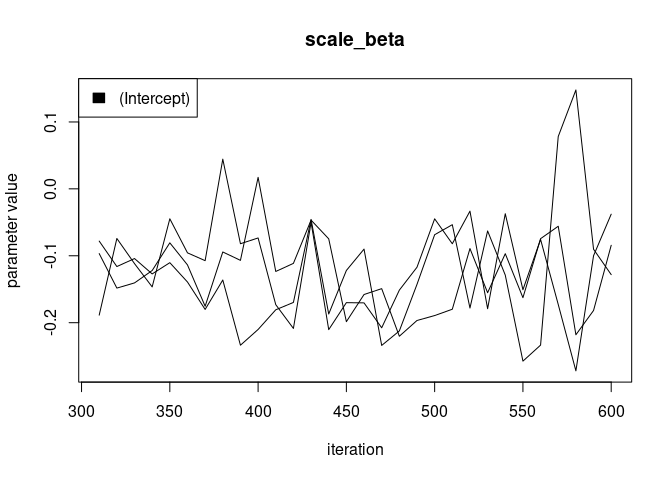 scale_beta
(Intercept)
0.1
0.0
-0.1
-0.2
parameter value
300 350 400 450 500 550 600
iteration